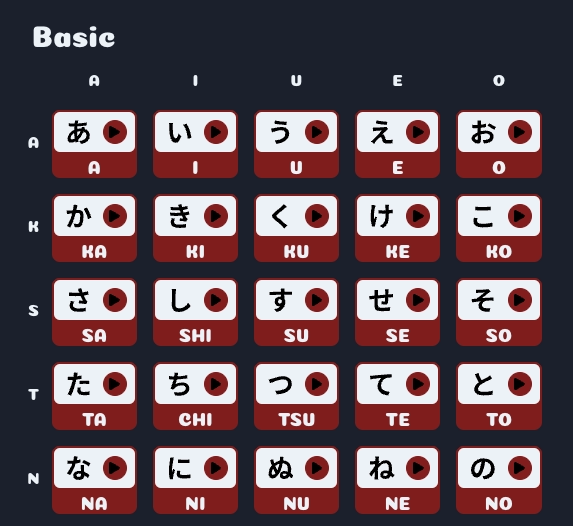 Basic
A I U E O
A あ い う え お
A I U E O
K か き く け こ
KA KI KU KE KO
S さ し す せ そ
SA SHI SU SE SO
T た ち つ て と
TA CHI TSU TE TO
N な に ぬ ね の
NA NI NU NE NO